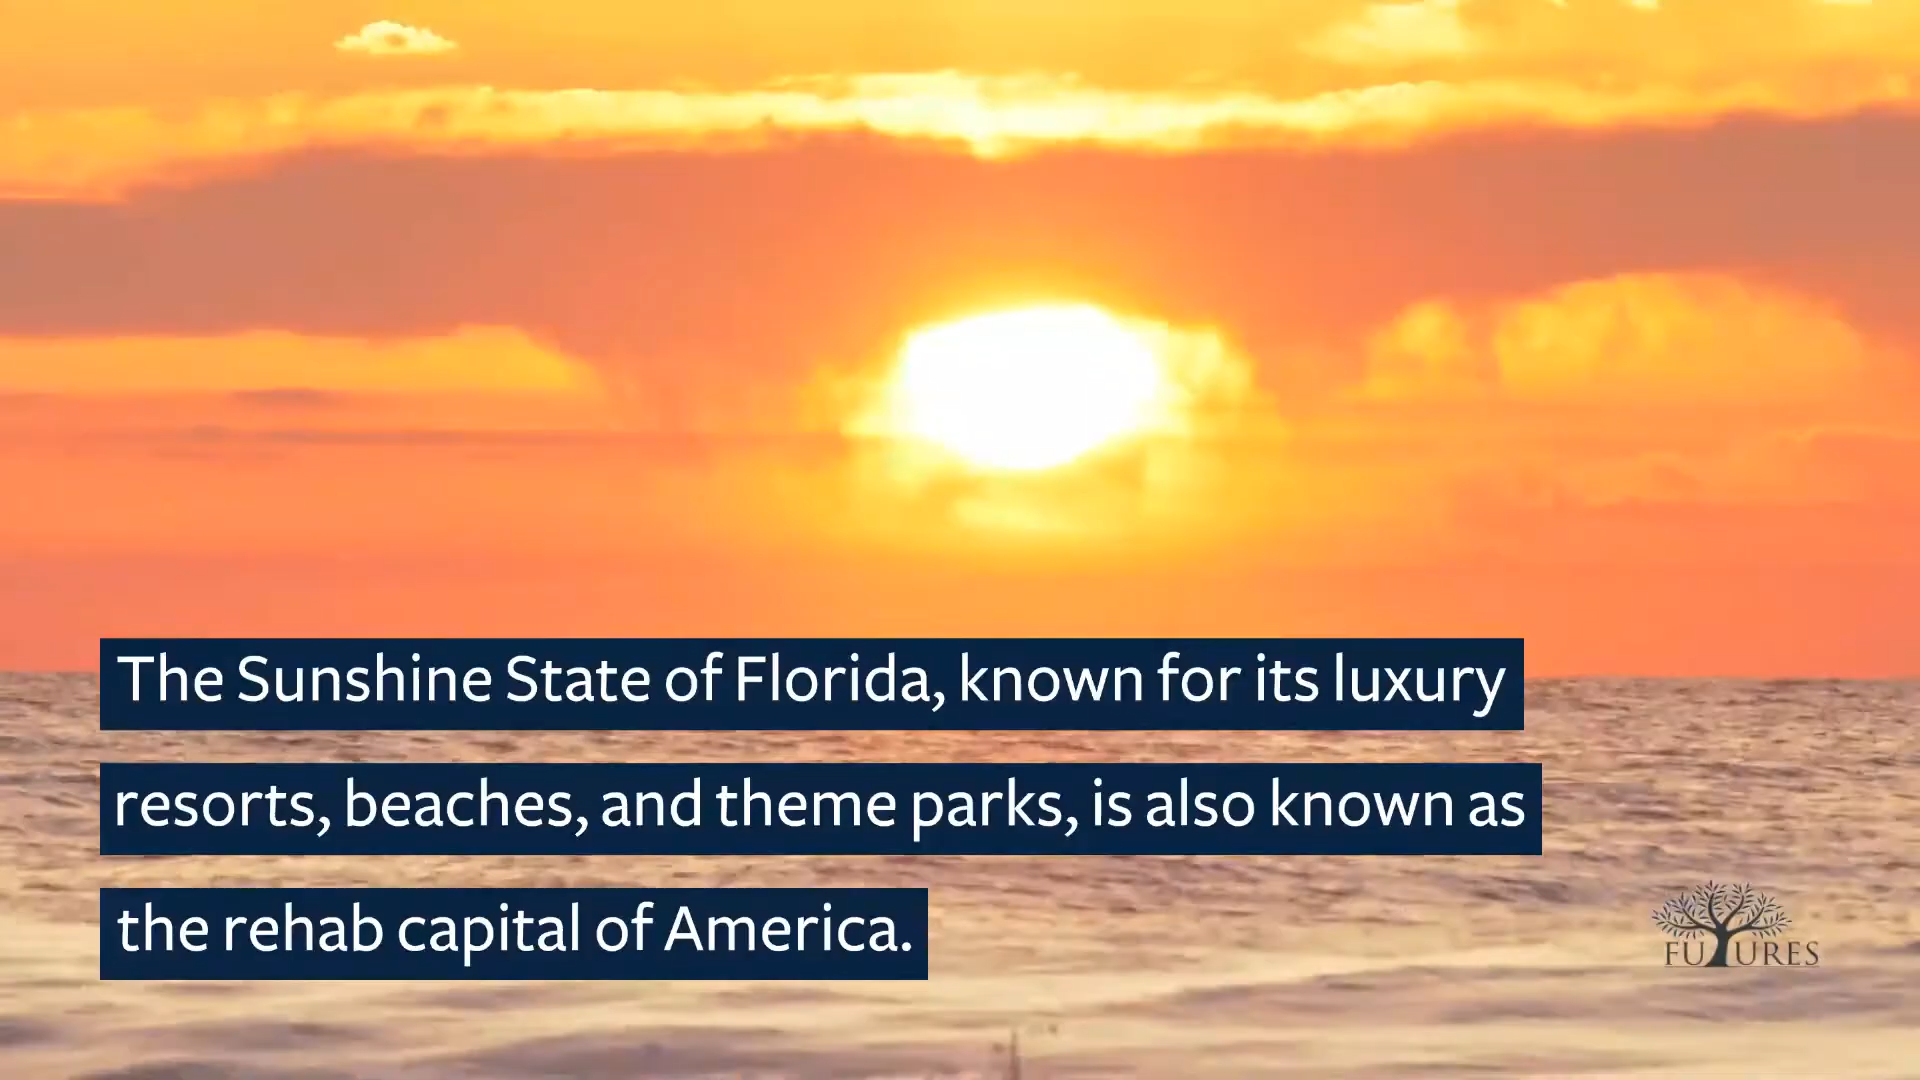 The Sunshine State of Florida, known for its luxury
resorts, beaches, and theme parks, is also known as
the rehab capital of America.
FUTURES